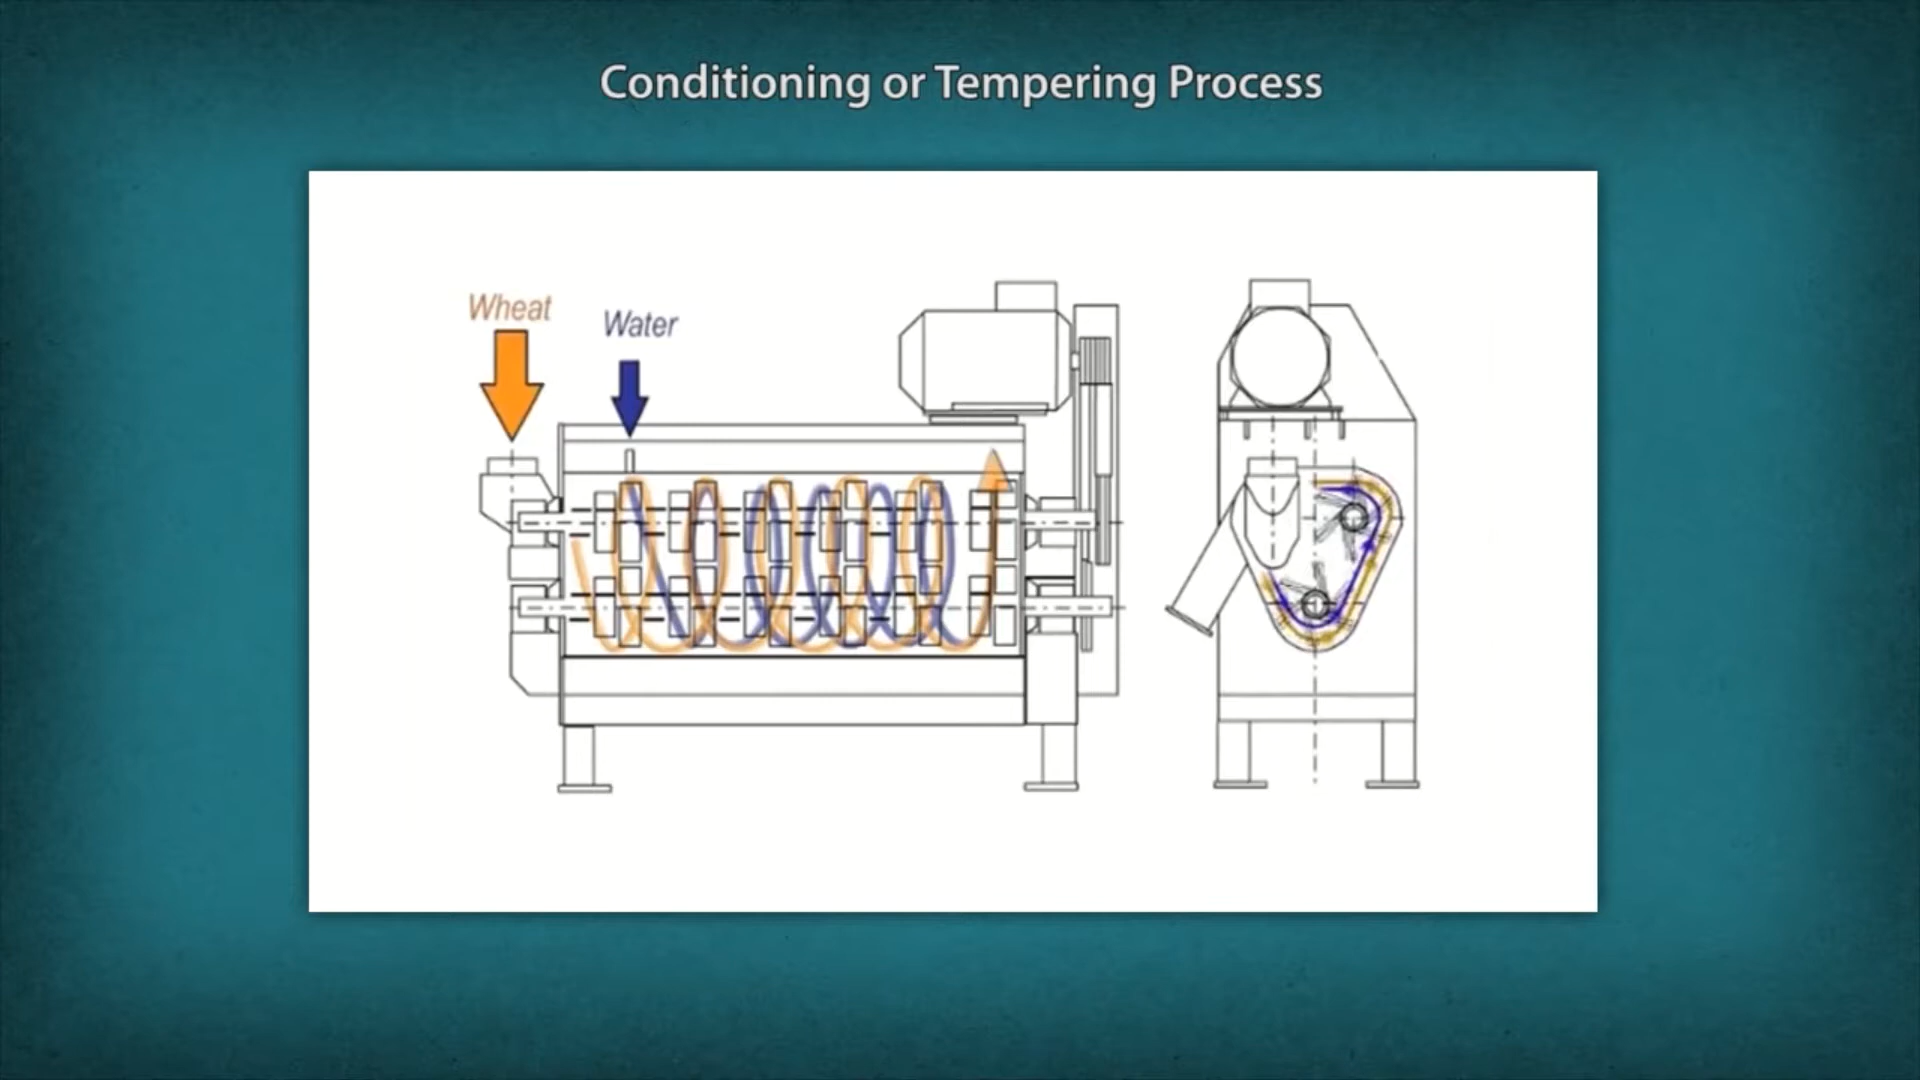 Conditioning or Tempering Process
Wheat
Water